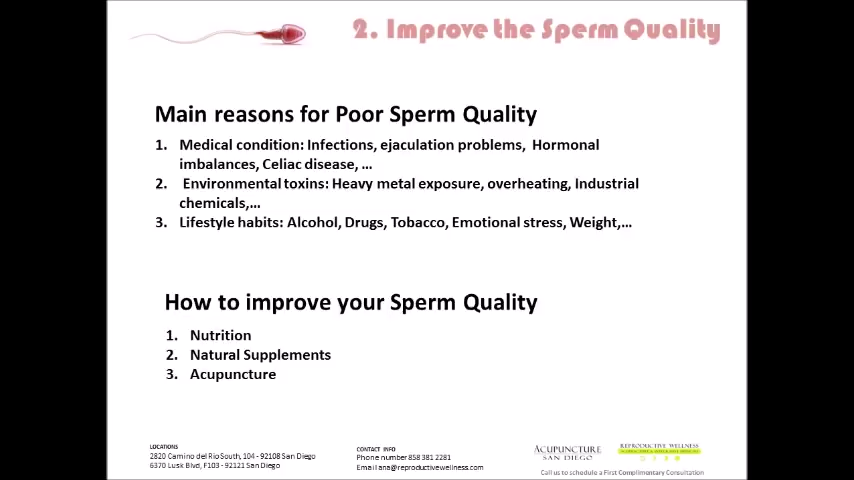 2. Improve the Sperm Quality
Main reasons for Poor Sperm Quality
1. Medical condition: Infections, ejaculation problems, Hormonal
imbalances, Celiac disease, ...
2. Environmental toxins: Heavy metal exposure, overheating, Industrial
chemicals,...
3. Lifestyle habits: Alcohol, Drugs, Tobacco, Emotional stress, Weight,...
How to improve your Sperm Quality
1. Nutrition
2. Natural Supplements
3. Acupuncture
LOCATIONS
2820 Camino del Rio South, 104 - 92108 San Diego
6370 Lusk Blvd, F103 - 92121 San Diego
CONTACT INFO
Phone number 858 381 2281
Email ana@reproductivewellness.com
ACUPUNCTURE
SAN DIEGO
REPRODUCTIVE WELLNESS
Call us to schedule a First Complimentary Consultation